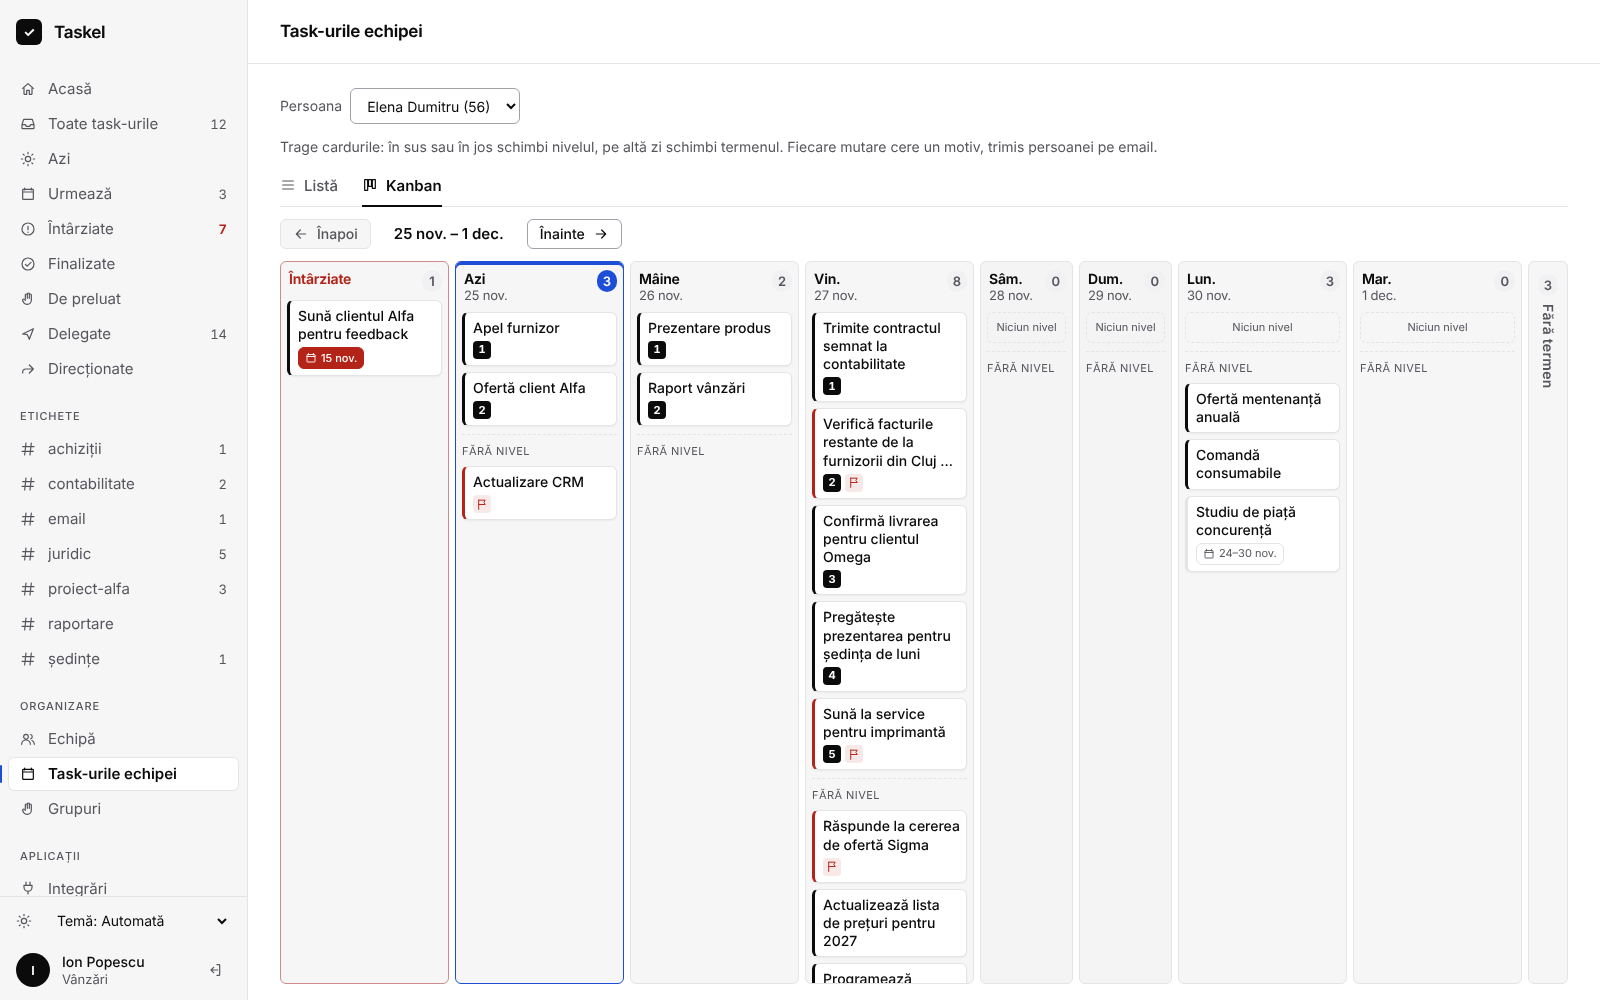 Taskel
Acasă
Toate task-urile 12
Azi
Urmează 3
Întârziate 7
Finalizate
De preluat
Delegate 14
Direcționate
ETICHETE
achiziții 1
contabilitate 2
email 1
juridic 5
proiect-alfa 3
raportare
ședințe 1
ORGANIZARE
Echipă
Task-urile echipei
Grupuri
APLICAȚII
Integrări
Temă: Automată
I
Ion Popescu
Vânzări
Task-urile echipei
Persoana Elena Dumitru (56)
Trage cardurile: în sus sau în jos schimbi nivelul, pe altă zi schimbi termenul. Fiecare mutare cere un motiv, trimis persoanei pe email.
Listă Kanban
Înapoi 25 nov. – 1 dec. Înainte
Întârziate 1
Sună clientul Alfa
pentru feedback
15 nov.
Azi 3
25 nov.
Apel furnizor
1
Ofertă client Alfa
2
FĂRĂ NIVEL
Actualizare CRM
Mâine 2
26 nov.
Prezentare produs
1
Raport vânzări
2
FĂRĂ NIVEL
Vin. 8
27 nov.
Trimite contractul
semnat la
contabilitate
1
Verifică facturile
restante de la
furnizorii din Cluj ...
2
Confirmă livrarea
pentru clientul
Omega
3
Pregătește
prezentarea pentru
ședința de luni
4
Sună la service
pentru imprimantă
5
FĂRĂ NIVEL
Răspunde la cererea
de ofertă Sigma
Actualizează lista
de prețuri pentru
2027
Programează
Sâm. 0
28 nov.
Niciun nivel
FĂRĂ NIVEL
Dum. 0
29 nov.
Niciun nivel
FĂRĂ NIVEL
Lun. 3
30 nov.
Niciun nivel
FĂRĂ NIVEL
Ofertă mentenanță
anuală
Comandă
consumabile
Studiu de piață
concurență
24–30 nov.
Mar. 0
1 dec.
Niciun nivel
FĂRĂ NIVEL
3
Fără termen